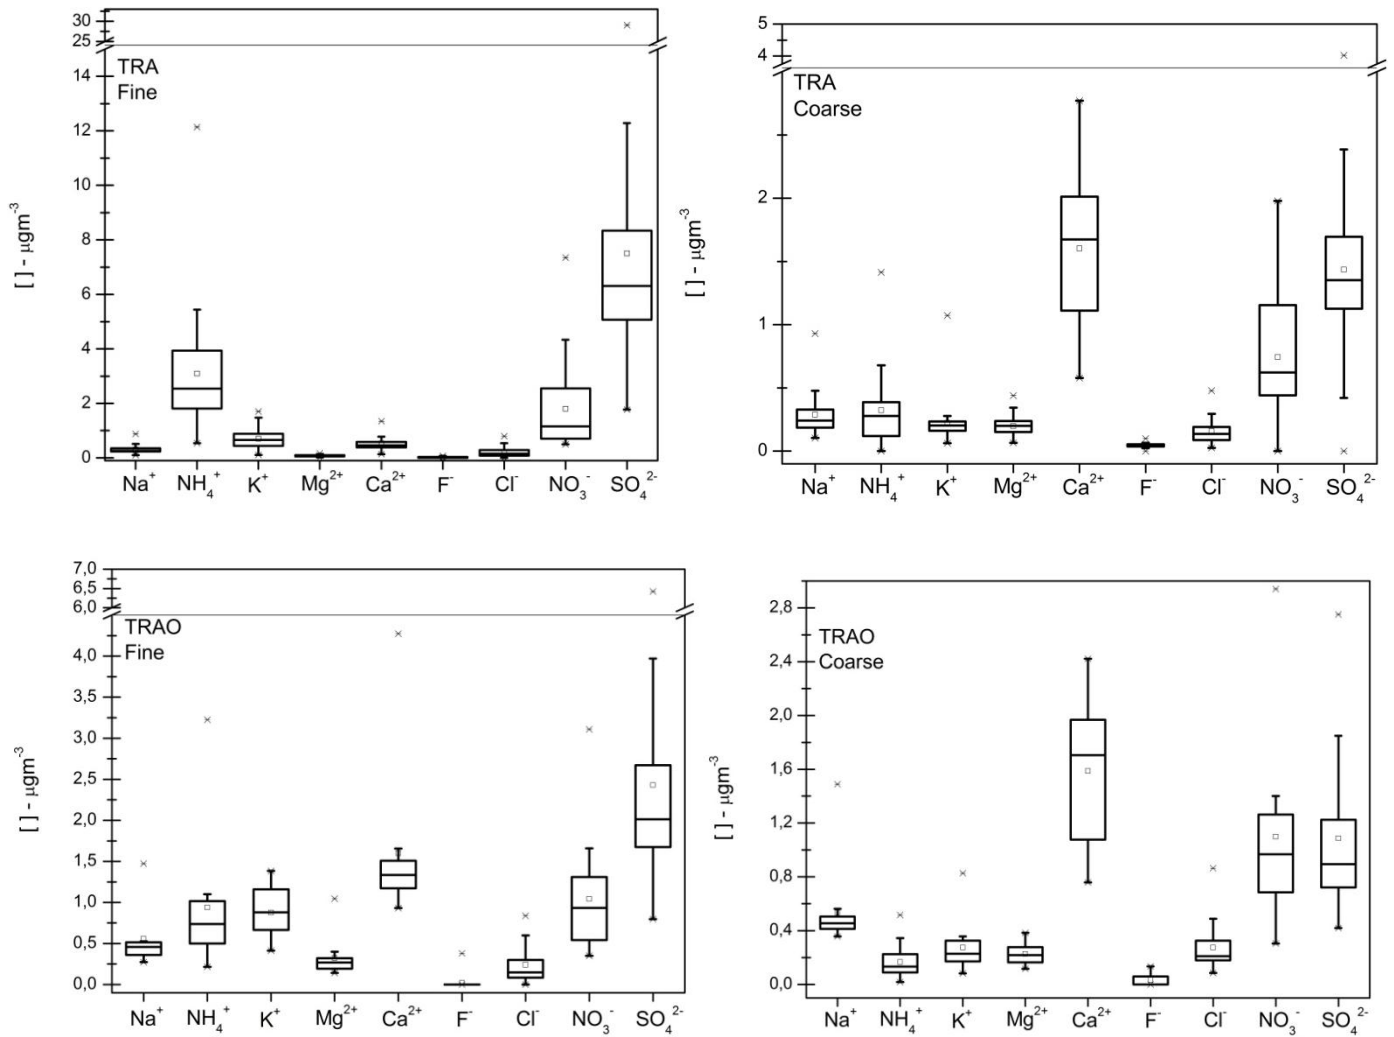 30
25
14
12
10
8
6
4
2
0
TRA
Fine
[ ] - μgm⁻³
Na⁺ NH₄⁺ K⁺ Mg²⁺ Ca²⁺ F⁻ Cl⁻ NO₃⁻ SO₄²⁻
5
4
2
1
0
TRA
Coarse
[ ] - μgm⁻³
Na⁺ NH₄⁺ K⁺ Mg²⁺ Ca²⁺ F⁻ Cl⁻ NO₃⁻ SO₄²⁻
7,0
6,5
6,0
4,0
3,5
3,0
2,5
2,0
1,5
1,0
0,5
0,0
TRAO
Fine
[ ] - μgm⁻³
Na⁺ NH₄⁺ K⁺ Mg²⁺ Ca²⁺ F⁻ Cl⁻ NO₃⁻ SO₄²⁻
2,8
2,4
2,0
1,6
1,2
0,8
0,4
0,0
TRAO
Coarse
[ ] - μgm⁻³
Na⁺ NH₄⁺ K⁺ Mg²⁺ Ca²⁺ F⁻ Cl⁻ NO₃⁻ SO₄²⁻